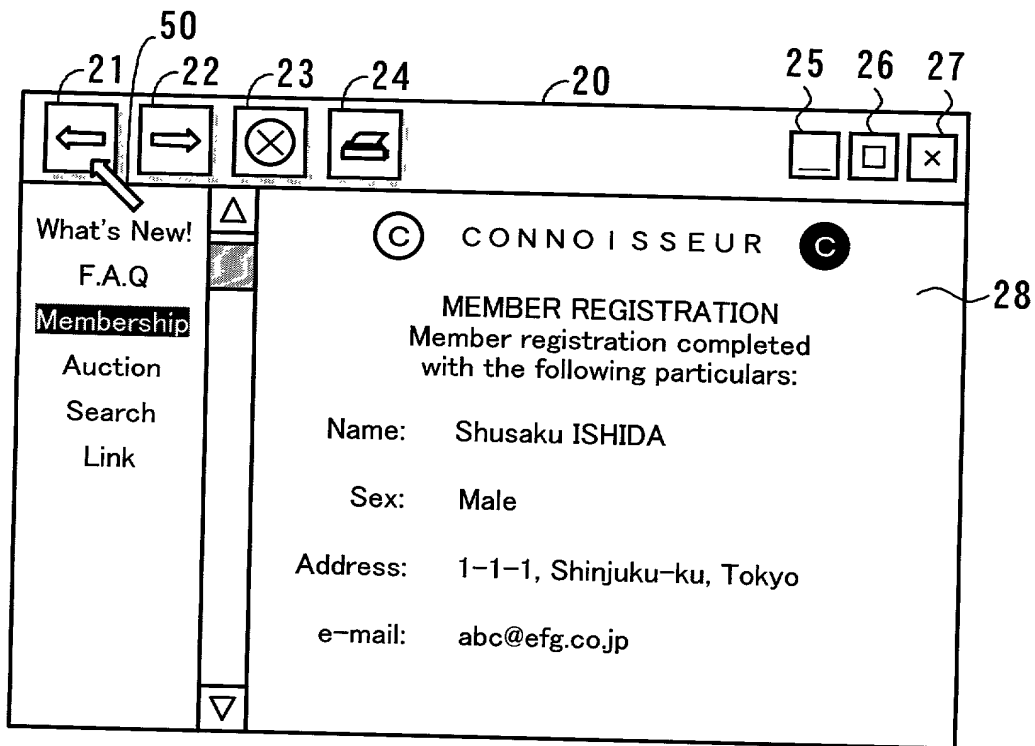 50
21 22 23 24 20 25 26 27
What's New!
F.A.Q
Membership
Auction
Search
Link
C CONNOISSEUR C
28
MEMBER REGISTRATION
Member registration completed
with the following particulars:
Name: Shusaku ISHIDA
Sex: Male
Address: 1-1-1, Shinjuku-ku, Tokyo
e-mail: abc@efg.co.jp